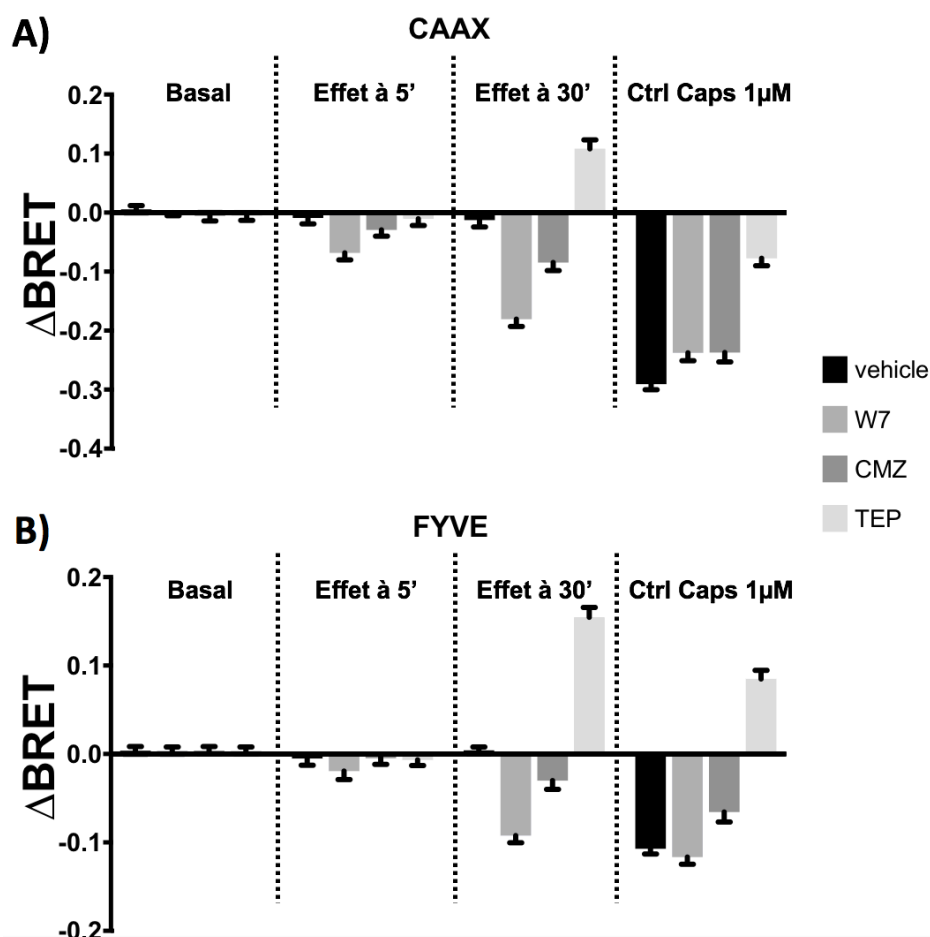 A)
CAAX
Basal
Effet à 5’
Effet à 30’
Ctrl Caps 1µM
0.2
0.1
0.0
-0.1
-0.2
-0.3
-0.4
ΔBRET
vehicle
W7
CMZ
TEP
B)
FYVE
Basal
Effet à 5’
Effet à 30’
Ctrl Caps 1µM
0.2
0.1
0.0
-0.1
-0.2
ΔBRET